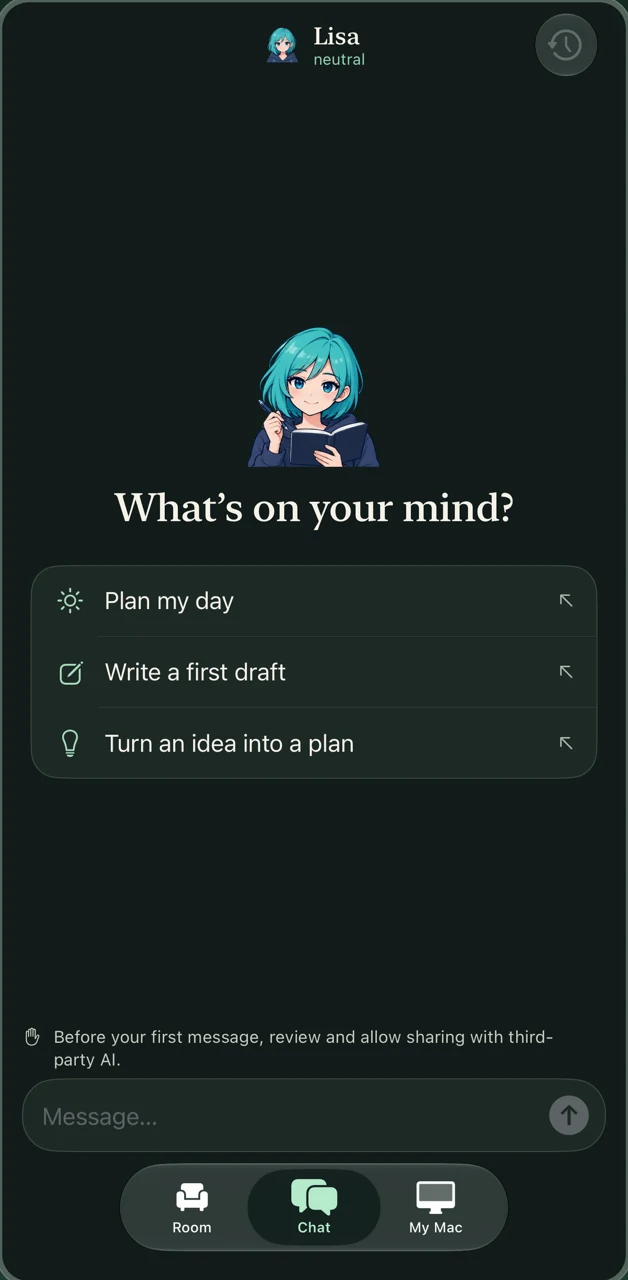 Lisa
neutral
What’s on your mind?
Plan my day
Write a first draft
Turn an idea into a plan
Before your first message, review and allow sharing with third-
party AI.
Message...
Room
Chat
My Mac